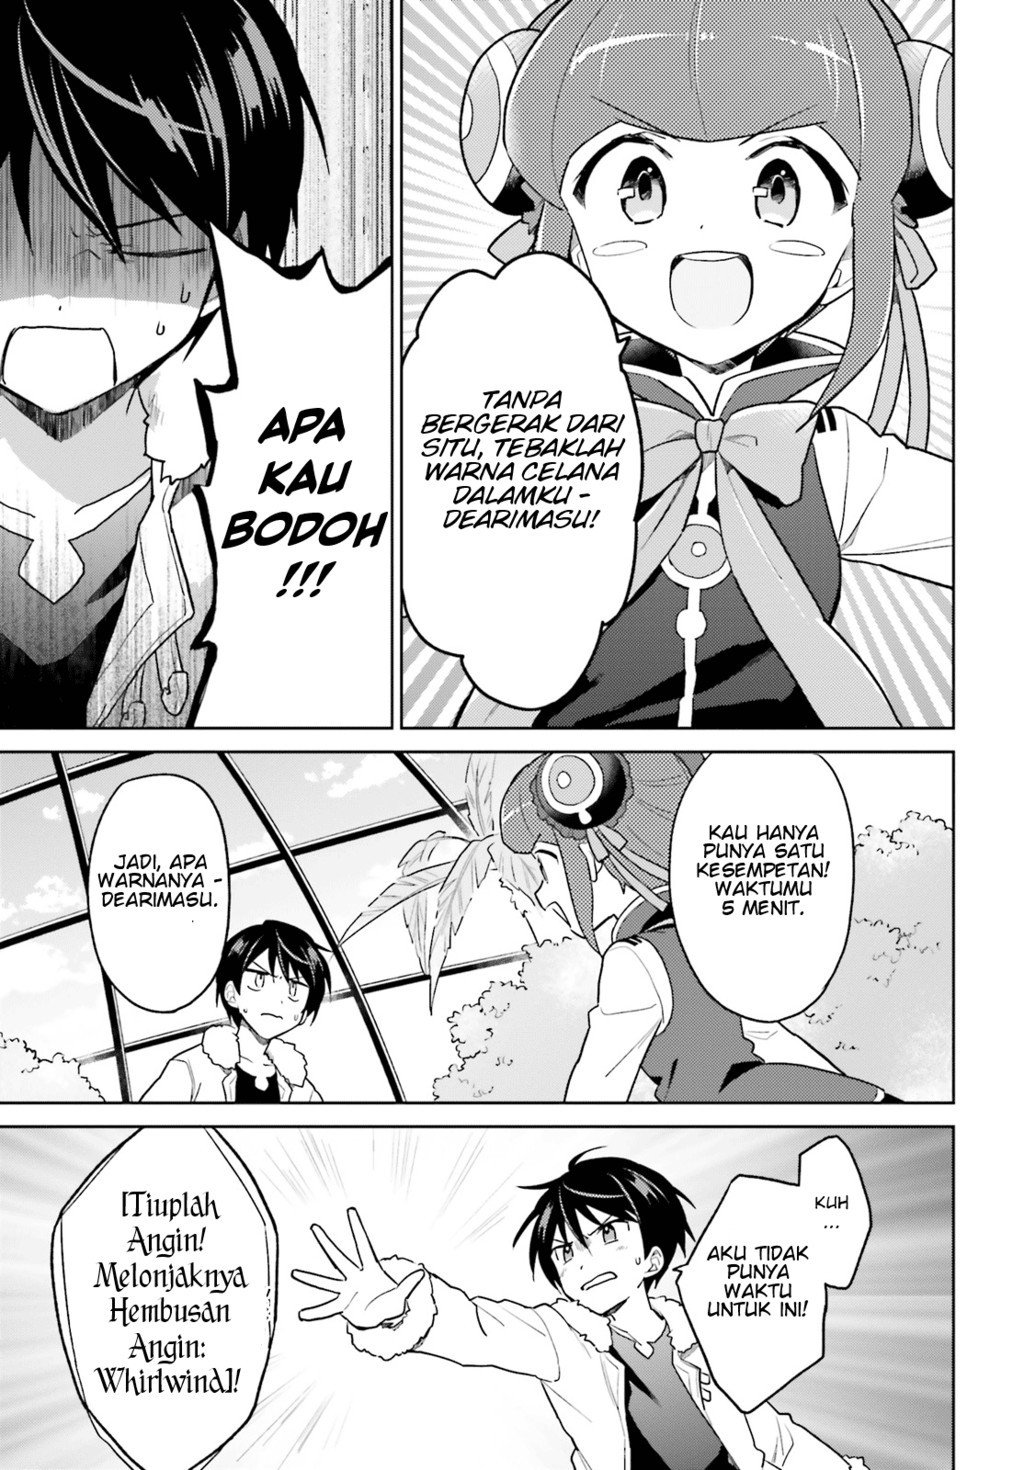 TANPA
BERGERAK DARI
SITU, TEBAKLAH
WARNA CELANA
DALAMKU -
DEARIMASU!
APA
KAU
BODOH
!!!
KAU HANYA
PUNYA SATU
KESEMPETAN!
WAKTUMU
5 MENIT.
JADI, APA
WARNANYA -
DEARIMASU.
KUH
...
AKU TIDAK
PUNYA
WAKTU
UNTUK INI!
[Tiuplah
Angin!
Melonjaknya
Hembusan
Angin:
Whirlwind]!